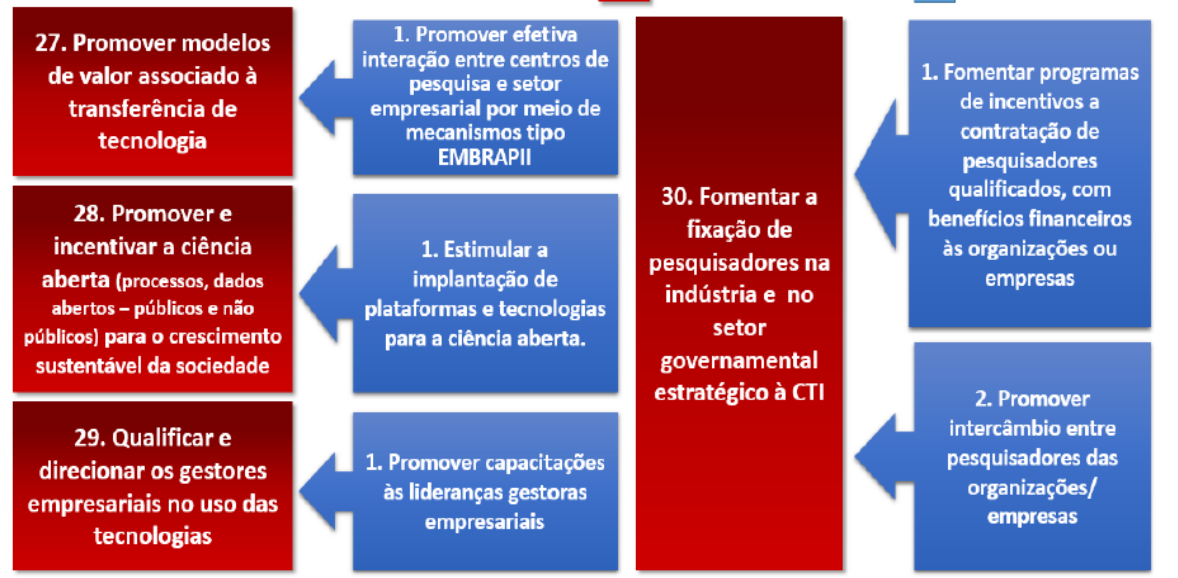 27. Promover modelos
de valor associado à
transferência de
tecnologia
1. Promover efetiva
interação entre centros de
pesquisa e setor
empresarial por meio de
mecanismos tipo
EMBRAPII
28. Promover e
incentivar a ciência
aberta (processos, dados
abertos – públicos e não
públicos) para o crescimento
sustentável da sociedade
1. Estimular a
implantação de
plataformas e tecnologias
para a ciência aberta.
29. Qualificar e
direcionar os gestores
empresariais no uso das
tecnologias
1. Promover capacitações
às lideranças gestoras
empresariais
30. Fomentar a
fixação de
pesquisadores na
indústria e no
setor
governamental
estratégico à CTI
1. Fomentar programas
de incentivos a
contratação de
pesquisadores
qualificados, com
benefícios financeiros
às organizações ou
empresas
2. Promover
intercâmbio entre
pesquisadores das
organizações/
empresas